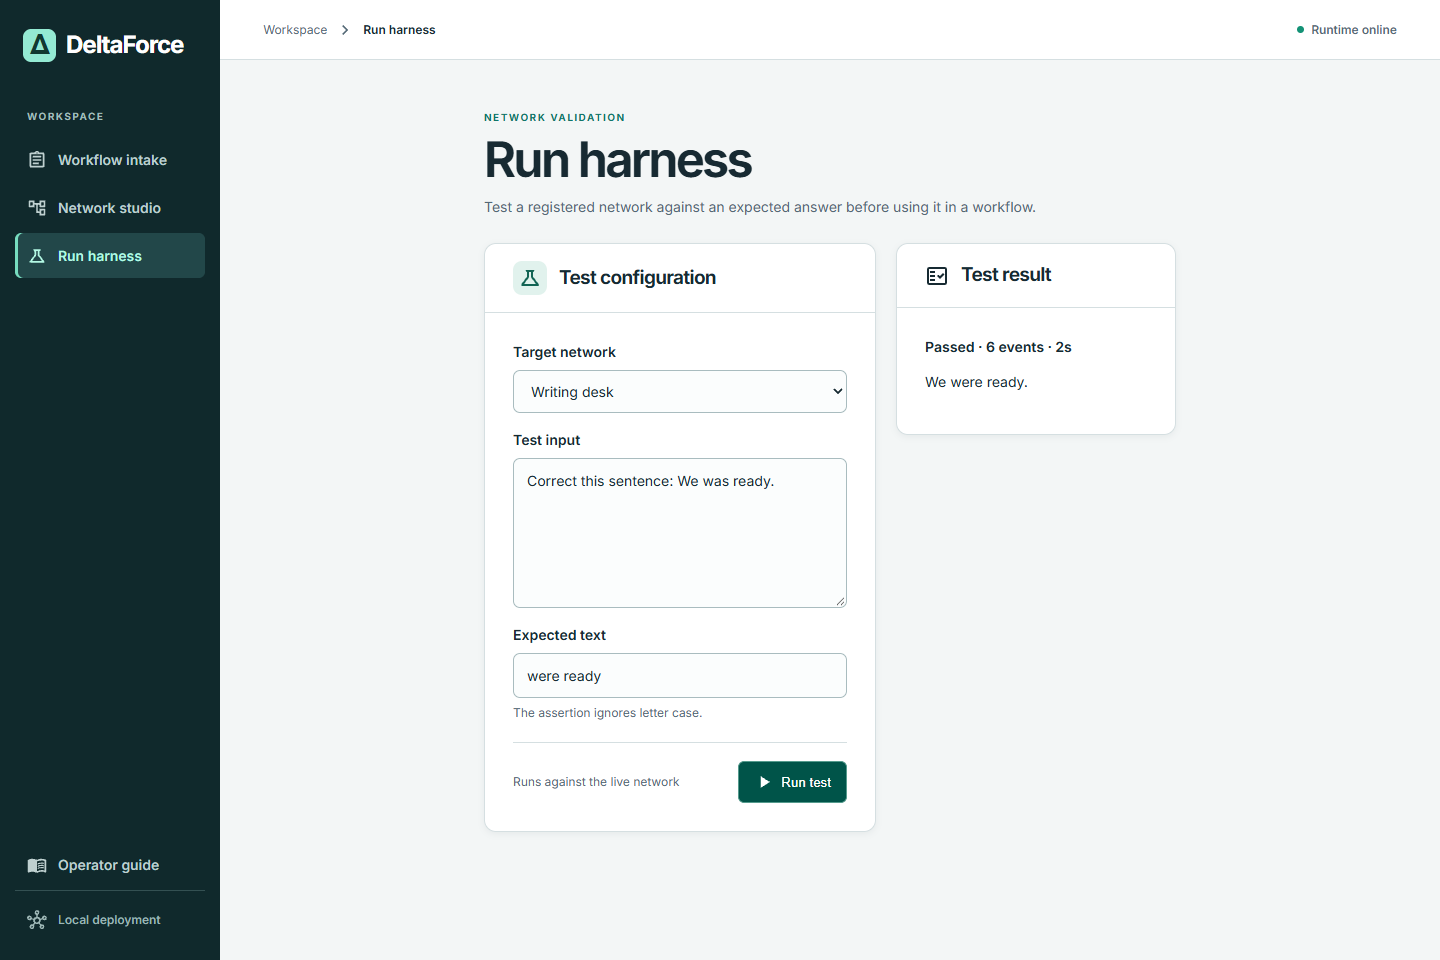 DeltaForce
WORKSPACE
Workflow intake
Network studio
Run harness
Operator guide
Local deployment
Workspace
Run harness
Runtime online
NETWORK VALIDATION
Run harness
Test a registered network against an expected answer before using it in a workflow.
Test configuration
Target network
Writing desk
Test input
Correct this sentence: We was ready.
Expected text
were ready
The assertion ignores letter case.
Runs against the live network
Run test
Test result
Passed · 6 events · 2s
We were ready.